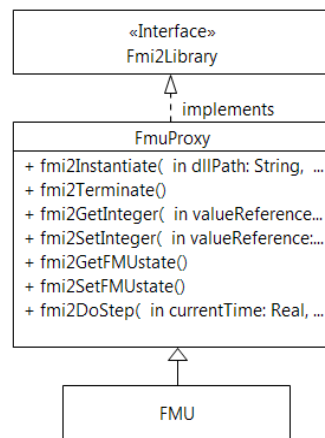 «Interface»
Fmi2Library
implements
FmuProxy
+ fmi2Instantiate( in dllPath: String, ...
+ fmi2Terminate()
+ fmi2GetInteger( in valueReference...
+ fmi2SetInteger( in valueReference:...
+ fmi2GetFMUstate()
+ fmi2SetFMUstate()
+ fmi2DoStep( in currentTime: Real, ...
FMU